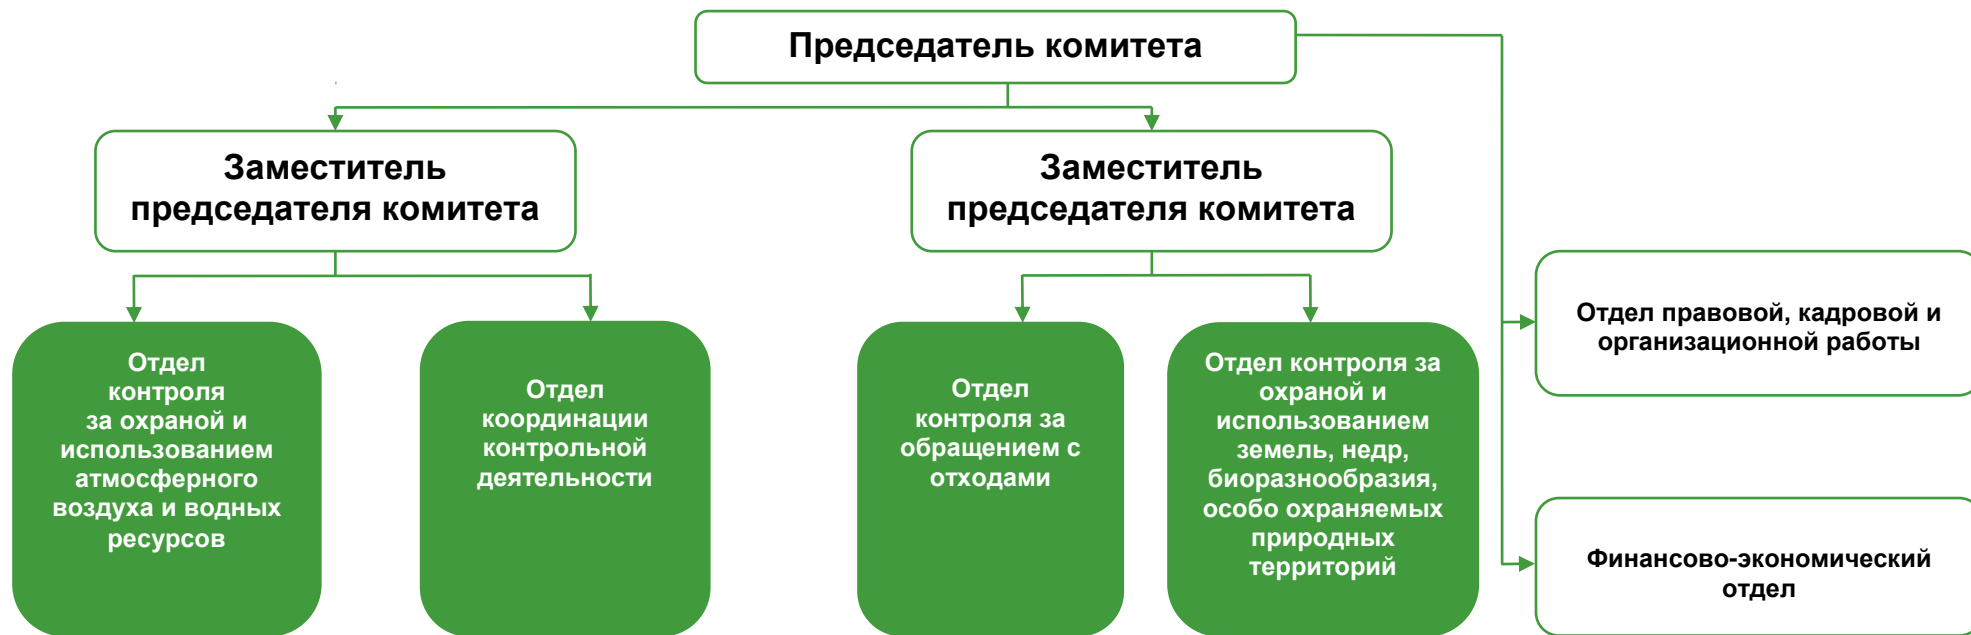 Председатель комитета
Заместитель
председателя комитета
Заместитель
председателя комитета
Отдел
контроля
за охраной и
использованием
атмосферного
воздуха и водных
ресурсов
Отдел
координации
контрольной
деятельности
Отдел
контроля за
обращением с
отходами
Отдел контроля за
охраной и
использованием
земель, недр,
биоразнообразия,
особо охраняемых
природных
территорий
Отдел правовой, кадровой и
организационной работы
Финансово-экономический
отдел